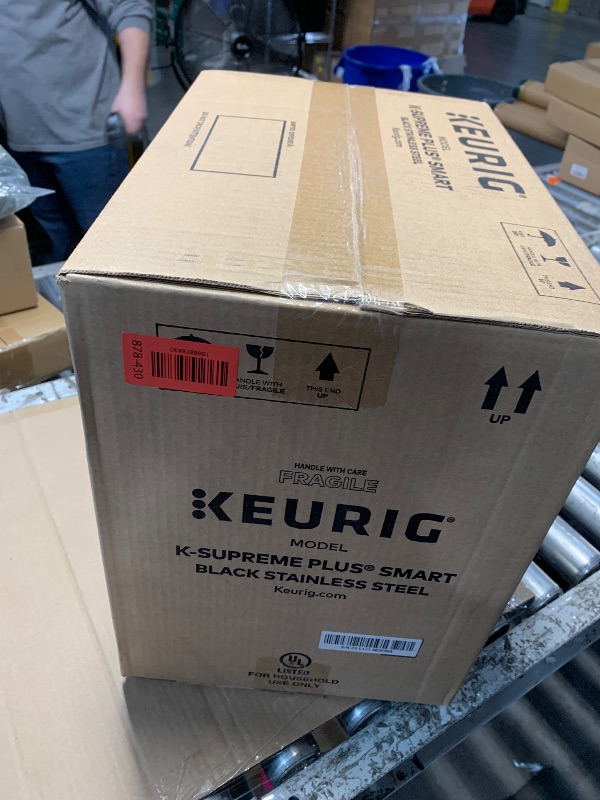 KEURIG®
MODEL
K-SUPREME PLUS® SMART
BLACK STAINLESS STEEL
Keurig.com
878-430
HANDLE WITH
CARE/FRAGILE
THIS END
UP
UP
HANDLE WITH CARE
FRAGILE
KEURIG®
MODEL
K-SUPREME PLUS® SMART
BLACK STAINLESS STEEL
Keurig.com
UL
LISTED
FOR HOUSEHOLD
USE ONLY